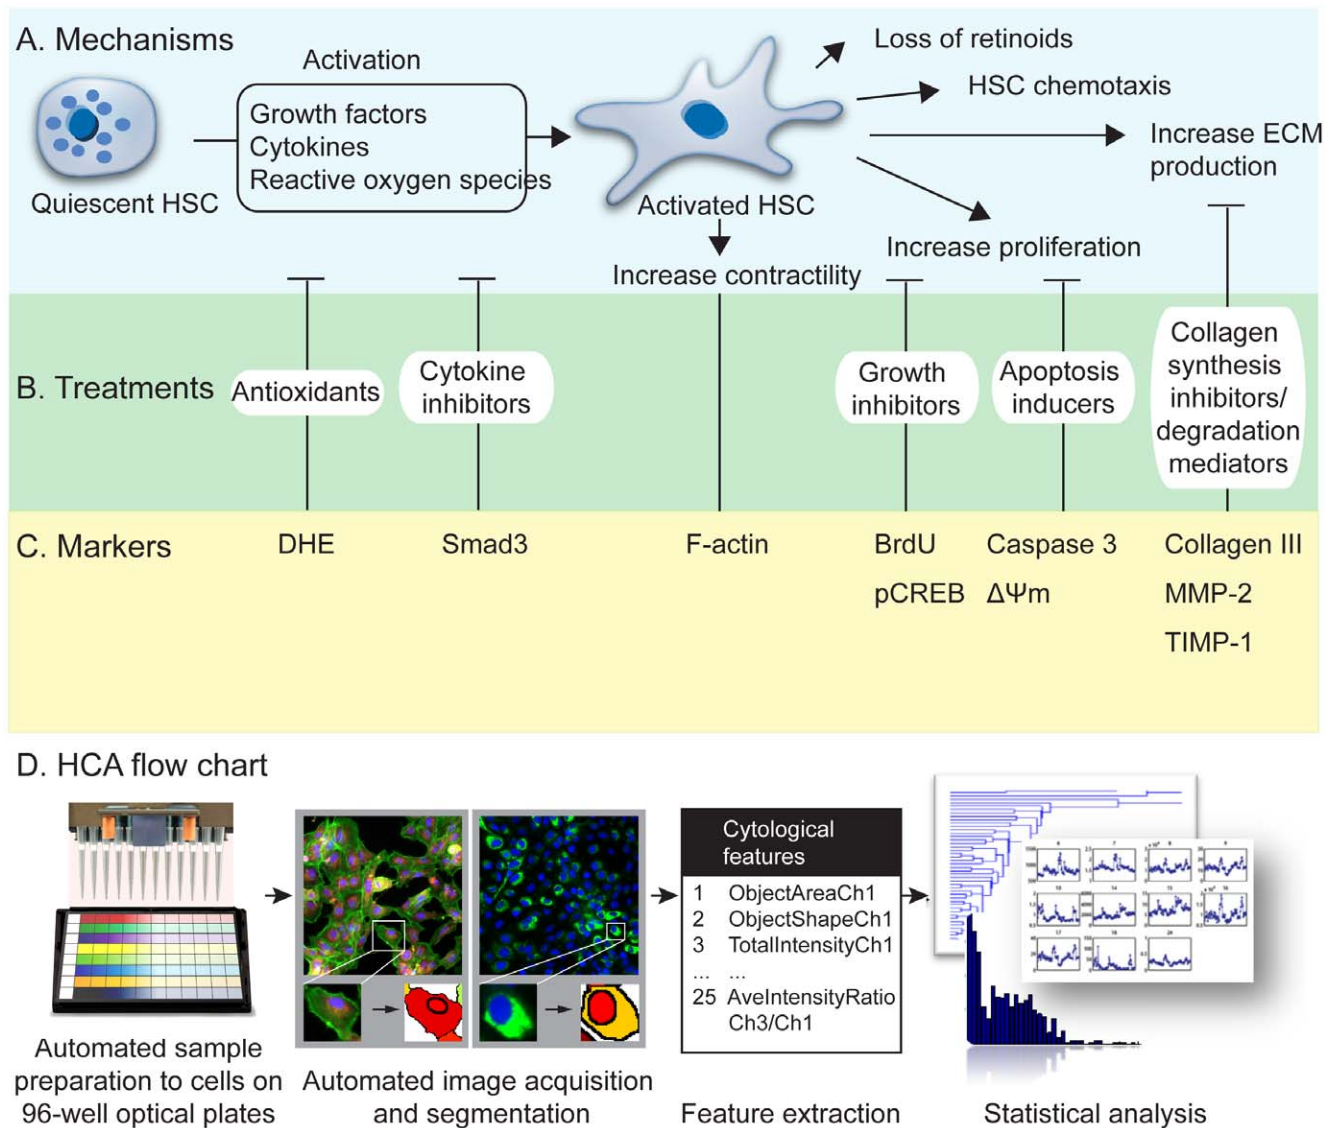 A. Mechanisms
Activation
Growth factors
Cytokines
Reactive oxygen species
Quiescent HSC
Activated HSC
Loss of retinoids
HSC chemotaxis
Increase ECM
production
Increase proliferation
Increase contractility
B. Treatments
Antioxidants
Cytokine
inhibitors
Growth
inhibitors
Apoptosis
inducers
Collagen
synthesis
inhibitors/
degradation
mediators
C. Markers
DHE
Smad3
F-actin
BrdU
pCREB
Caspase 3
ΔΨm
Collagen III
MMP-2
TIMP-1
D. HCA flow chart
Automated sample
preparation to cells on
96-well optical plates
Automated image acquisition
and segmentation
Cytological
features
1 ObjectAreaCh1
2 ObjectShapeCh1
3 TotalIntensityCh1
... ...
25 AveIntensityRatio
Ch3/Ch1
Feature extraction
Statistical analysis